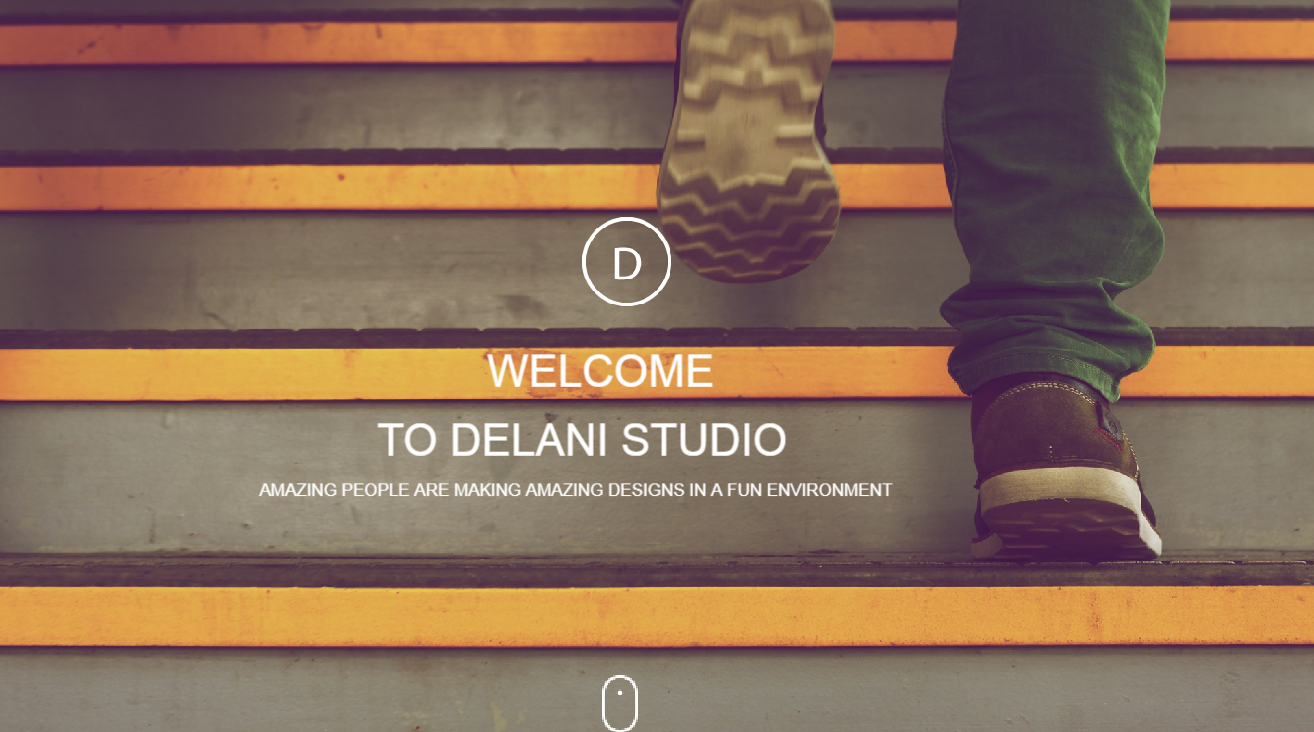 D
WELCOME
TO DELANI STUDIO
AMAZING PEOPLE ARE MAKING AMAZING DESIGNS IN A FUN ENVIRONMENT